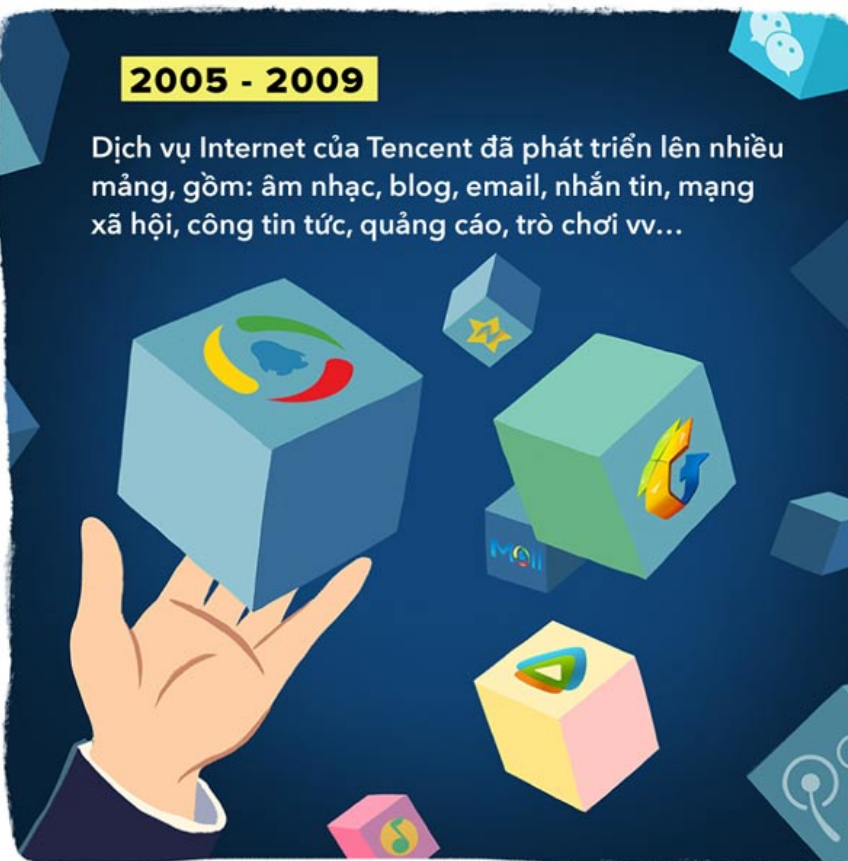 2005 - 2009
Dịch vụ Internet của Tencent đã phát triển lên nhiều
mảng, gồm: âm nhạc, blog, email, nhắn tin, mạng
xã hội, công tin tức, quảng cáo, trò chơi vv...
Mail